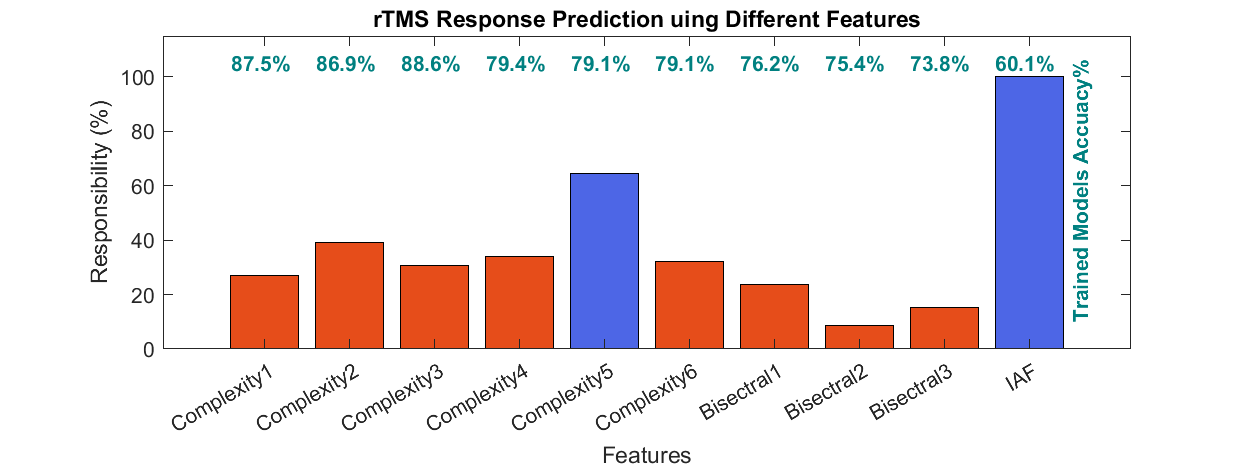 rTMS Response Prediction uing Different Features
87.5% 86.9% 88.6% 79.4% 79.1% 79.1% 76.2% 75.4% 73.8% 60.1%
Trained Models Accuacy%
Responsibility (%)
100
80
60
40
20
0
Complexity1 Complexity2 Complexity3 Complexity4 Complexity5 Complexity6 Bisectral1 Bisectral2 Bisectral3 IAF
Features